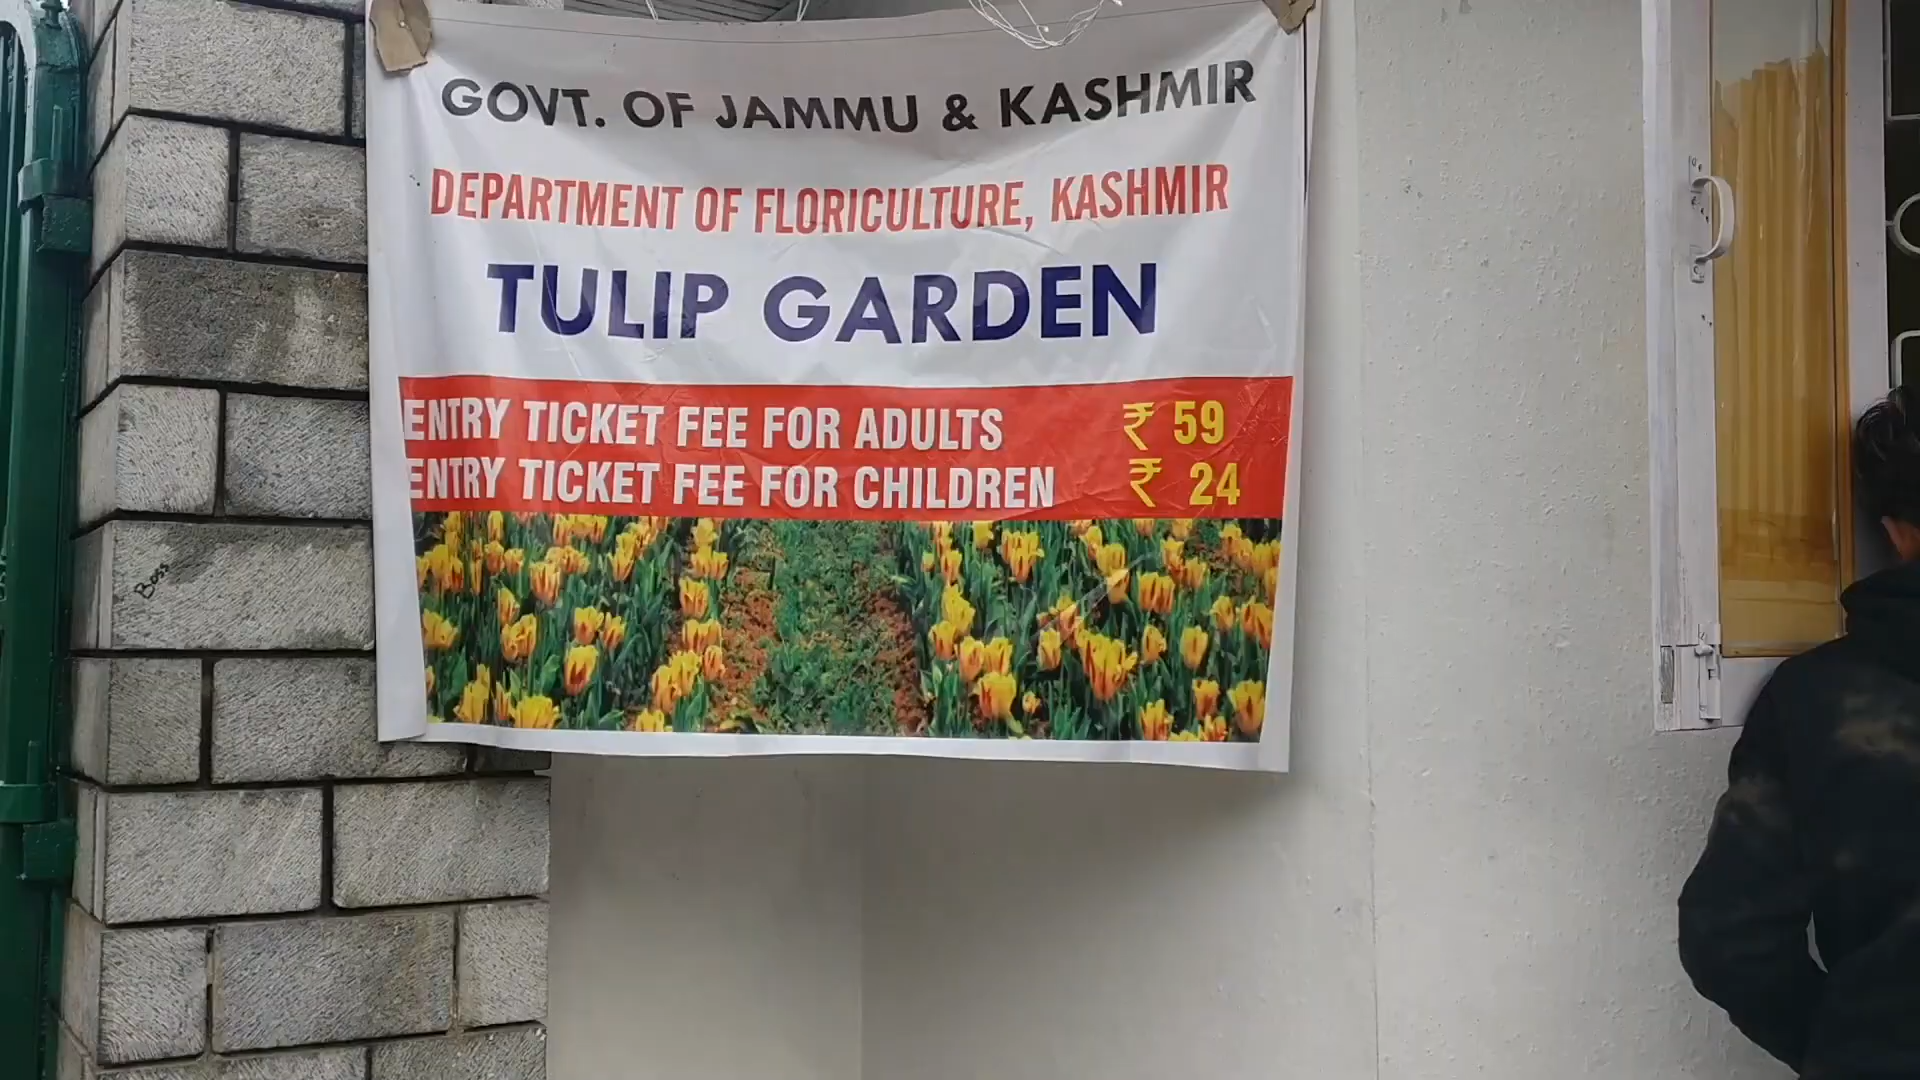 GOVT. OF JAMMU & KASHMIR
DEPARTMENT OF FLORICULTURE, KASHMIR
TULIP GARDEN
ENTRY TICKET FEE FOR ADULTS ₹ 59
ENTRY TICKET FEE FOR CHILDREN ₹ 24
Boss